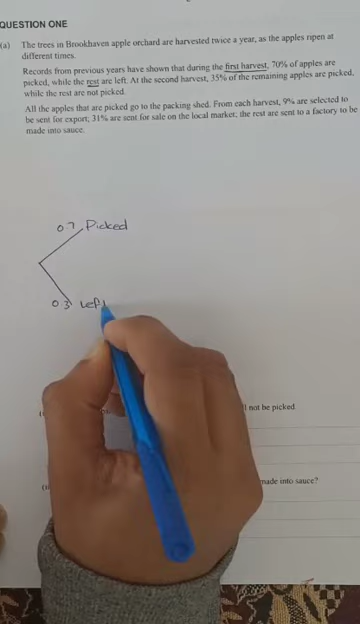 QUESTION ONE
(a) The trees in Brookhaven apple orchard are harvested twice a year, as the apples ripen at
different times.
Records from previous years have shown that during the first harvest, 70% of apples are
picked, while the rest are left. At the second harvest, 35% of the remaining apples are picked,
while the rest are not picked.
All the apples that are picked go to the packing shed. From each harvest, 9% are selected to
be sent for export; 31% are sent for sale on the local market; the rest are sent to a factory to be
made into sauce.
0.7 Picked
0.3 Left
not be picked.
made into sauce?